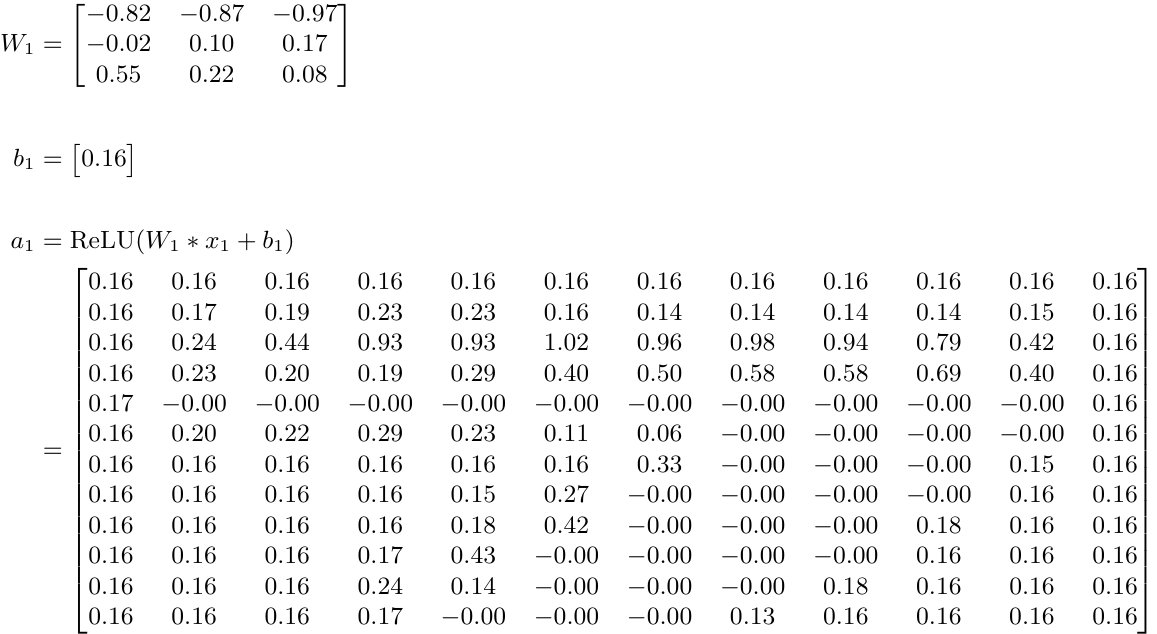 W₁ = [−0.82 −0.87 −0.97
−0.02 0.10 0.17
0.55 0.22 0.08]
b₁ = [0.16]
a₁ = ReLU(W₁ ∗ x₁ + b₁)
= [0.16 0.16 0.16 0.16 0.16 0.16 0.16 0.16 0.16 0.16 0.16 0.16
0.16 0.17 0.19 0.23 0.23 0.16 0.14 0.14 0.14 0.14 0.15 0.16
0.16 0.24 0.44 0.93 0.93 1.02 0.96 0.98 0.94 0.79 0.42 0.16
0.16 0.23 0.20 0.19 0.29 0.40 0.50 0.58 0.58 0.69 0.40 0.16
0.17 −0.00 −0.00 −0.00 −0.00 −0.00 −0.00 −0.00 −0.00 −0.00 −0.00 0.16
0.16 0.20 0.22 0.29 0.23 0.11 0.06 −0.00 −0.00 −0.00 −0.00 0.16
0.16 0.16 0.16 0.16 0.16 0.16 0.33 −0.00 −0.00 −0.00 0.15 0.16
0.16 0.16 0.16 0.16 0.15 0.27 −0.00 −0.00 −0.00 −0.00 0.16 0.16
0.16 0.16 0.16 0.16 0.18 0.42 −0.00 −0.00 −0.00 0.18 0.16 0.16
0.16 0.16 0.16 0.17 0.43 −0.00 −0.00 −0.00 −0.00 0.16 0.16 0.16
0.16 0.16 0.16 0.24 0.14 −0.00 −0.00 −0.00 0.18 0.16 0.16 0.16
0.16 0.16 0.16 0.17 −0.00 −0.00 −0.00 0.13 0.16 0.16 0.16 0.16]